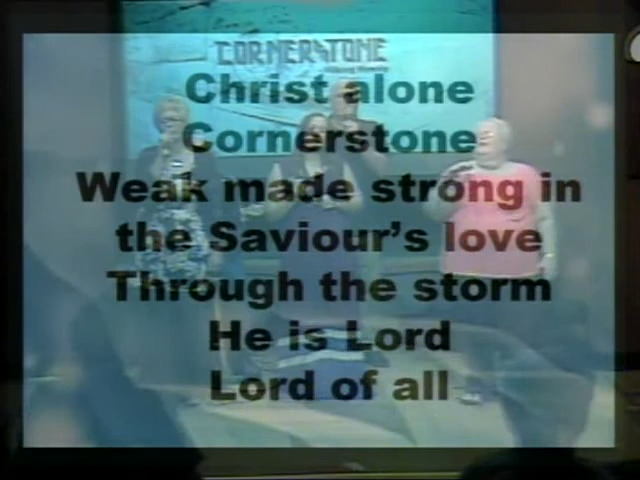 CORNERSTONE
Christ alone
Cornerstone
Weak made strong in
the Saviour's love
Through the storm
He is Lord
Lord of all